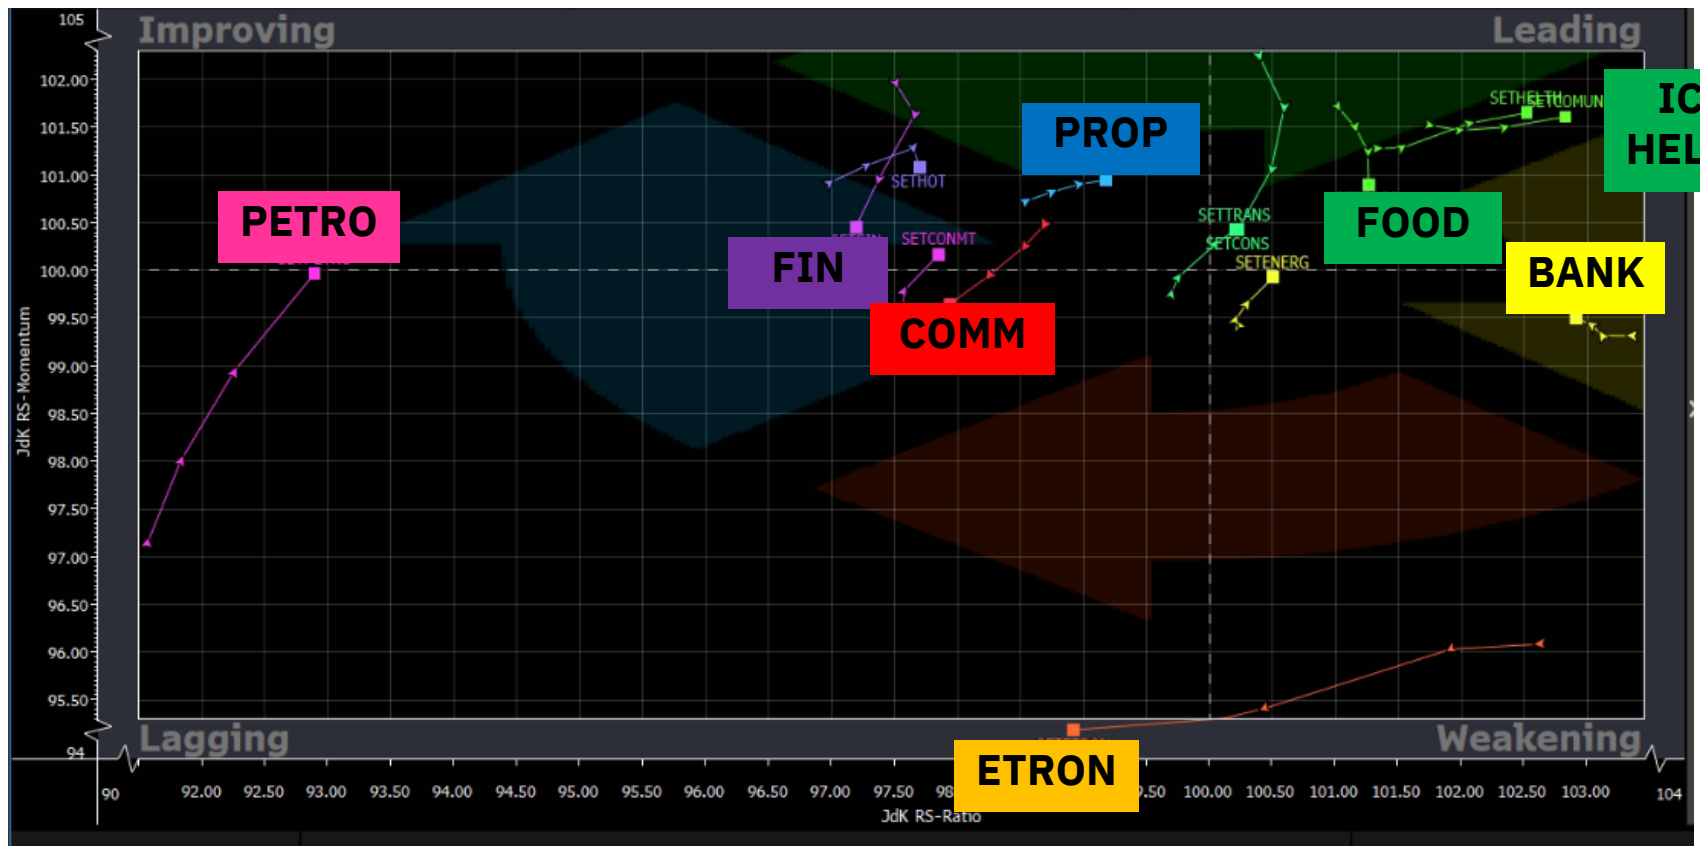 105
Improving
Leading
102.00
101.50
101.00
100.50
100.00
99.50
99.00
98.50
98.00
97.50
97.00
96.50
96.00
95.50
94
JdK RS-Momentum
SETHELTH
SETCOMUN
IC
HEL
PROP
SETHOT
PETRO
SETTRANS
FOOD
SETCONMT
SETCONS
FIN
SETENERG
BANK
COMM
Lagging
Weakening
ETRON
90
92.00
92.50
93.00
93.50
94.00
94.50
95.00
95.50
96.00
96.50
97.00
97.50
100.00
100.50
101.00
101.50
102.00
102.50
103.00
104
JdK RS-Ratio